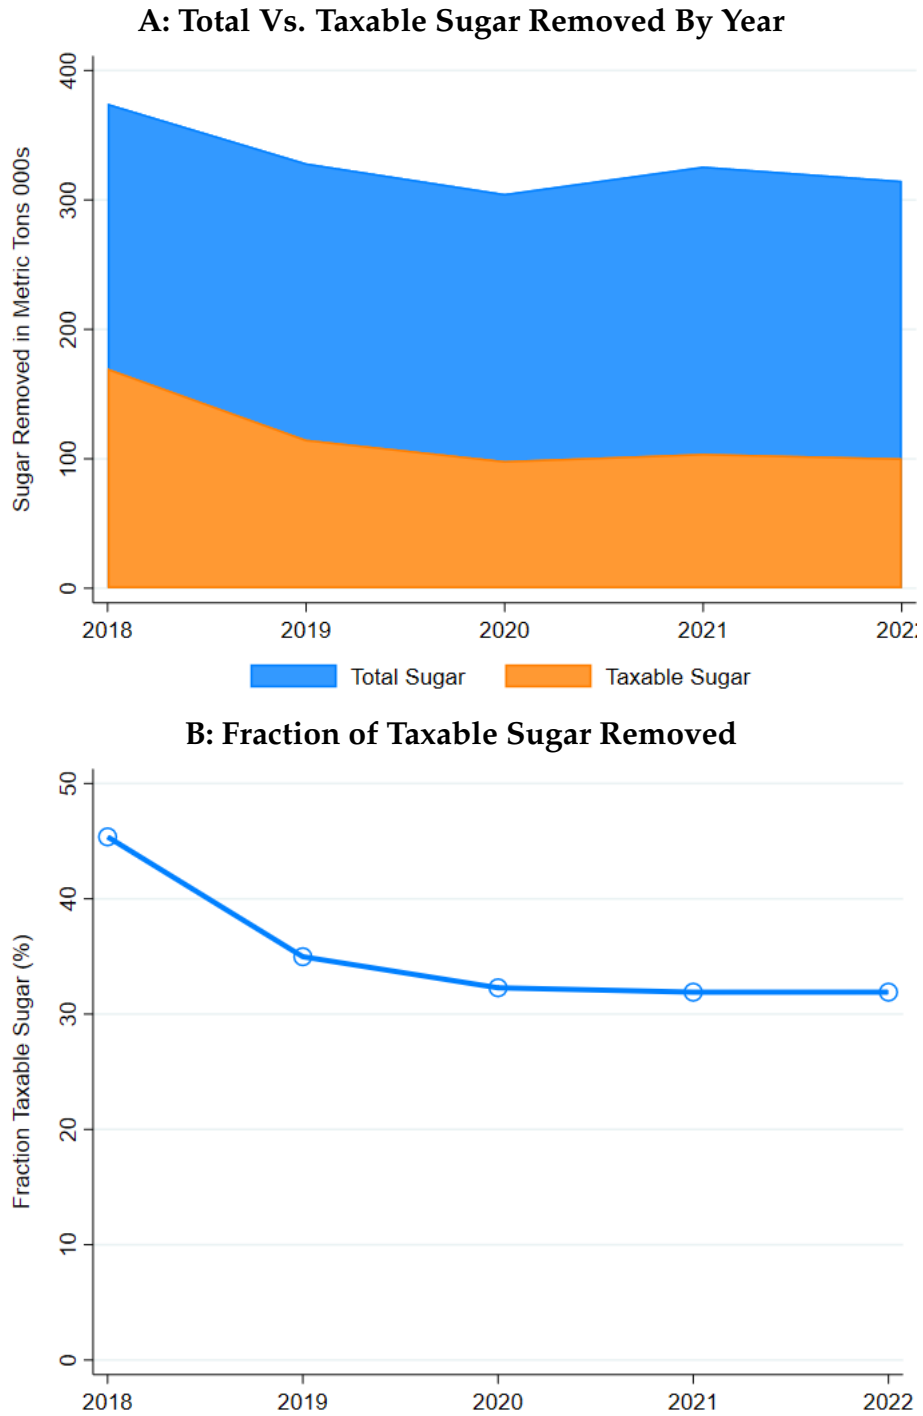 A: Total Vs. Taxable Sugar Removed By Year
Sugar Removed in Metric Tons 000s
400
300
200
100
0
2018 2019 2020 2021 202
Total Sugar Taxable Sugar
B: Fraction of Taxable Sugar Removed
Fraction Taxable Sugar (%)
50
40
30
20
10
0
2018 2019 2020 2021 2022